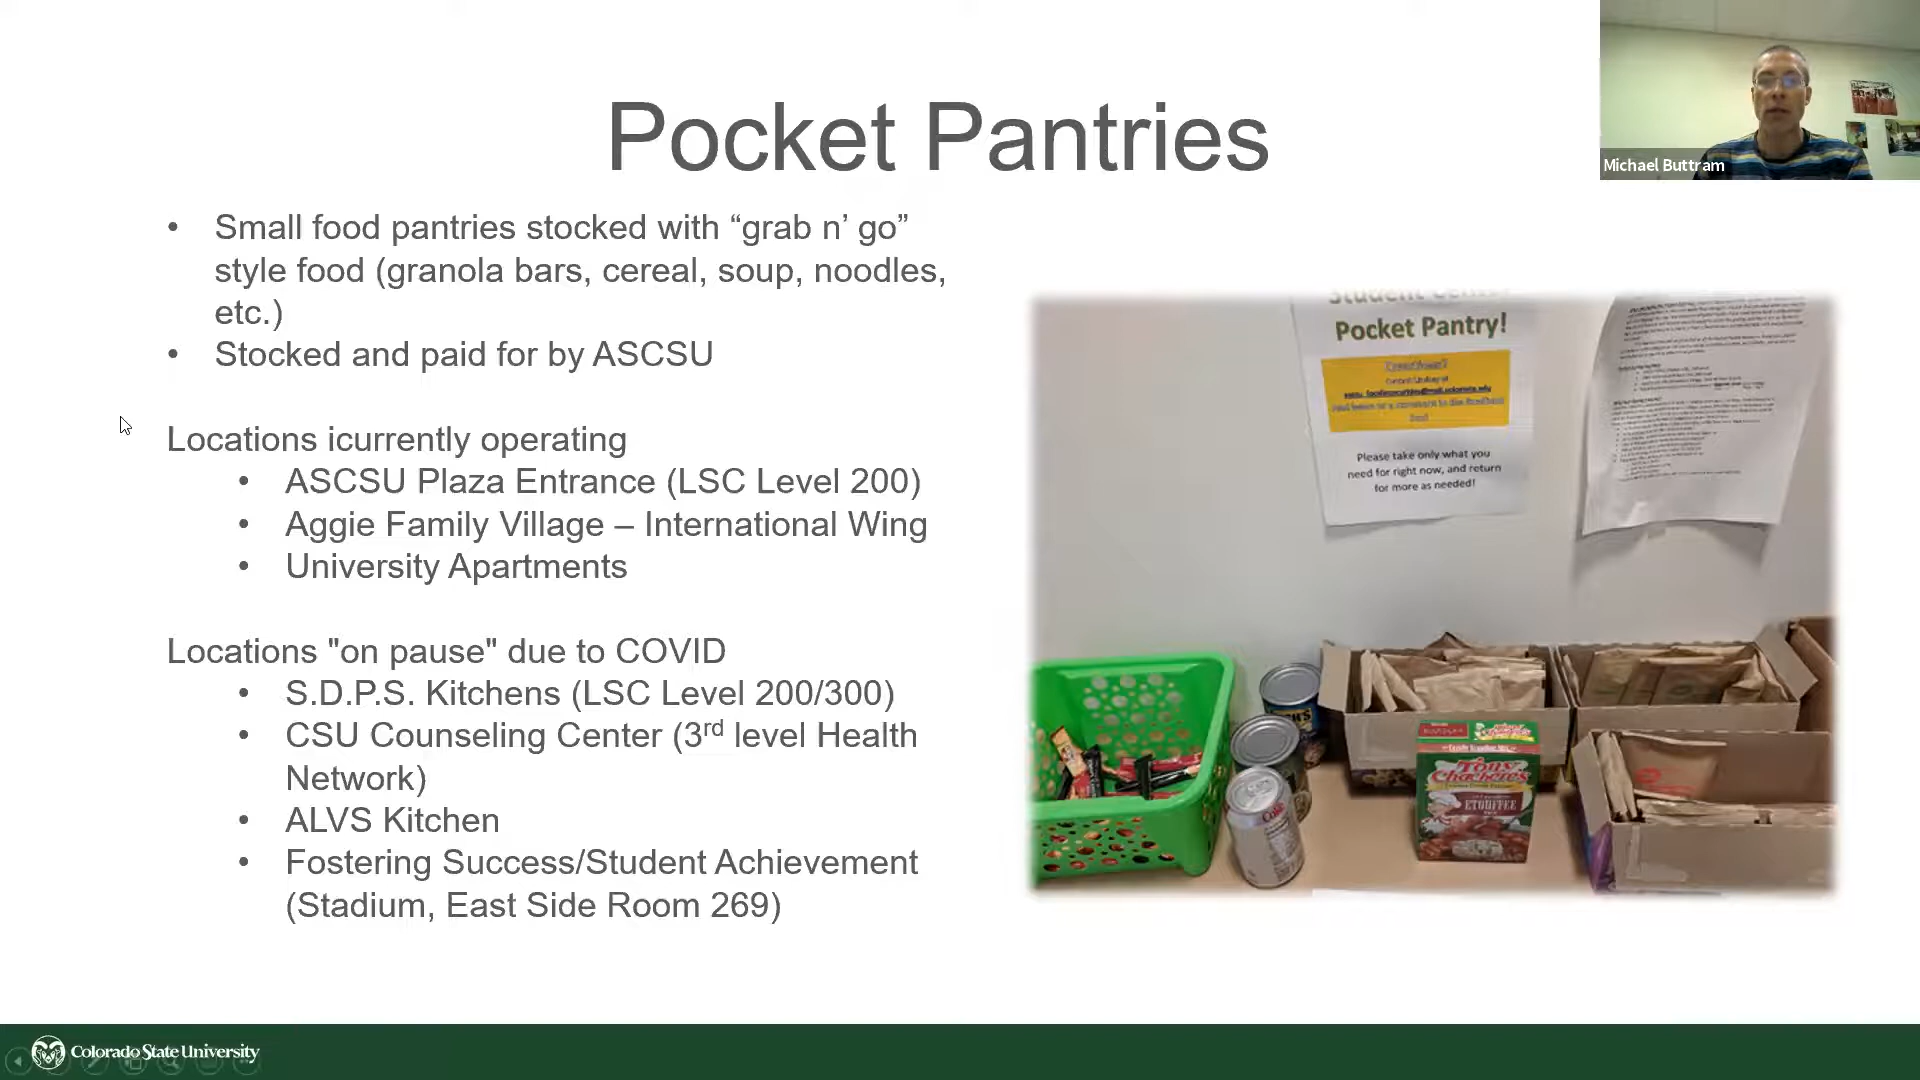 Pocket Pantries
Michael Buttram
• Small food pantries stocked with “grab n’ go”
style food (granola bars, cereal, soup, noodles,
etc.)
• Stocked and paid for by ASCSU
Locations icurrently operating
• ASCSU Plaza Entrance (LSC Level 200)
• Aggie Family Village – International Wing
• University Apartments
Locations "on pause" due to COVID
• S.D.P.S. Kitchens (LSC Level 200/300)
• CSU Counseling Center (3rd level Health
Network)
• ALVS Kitchen
• Fostering Success/Student Achievement
(Stadium, East Side Room 269)
Student Center
Pocket Pantry!
Please take only what you
need for right now, and return
for more as needed!
Tony
Chachere's
ETOUFFEE
Coke
Colorado State University